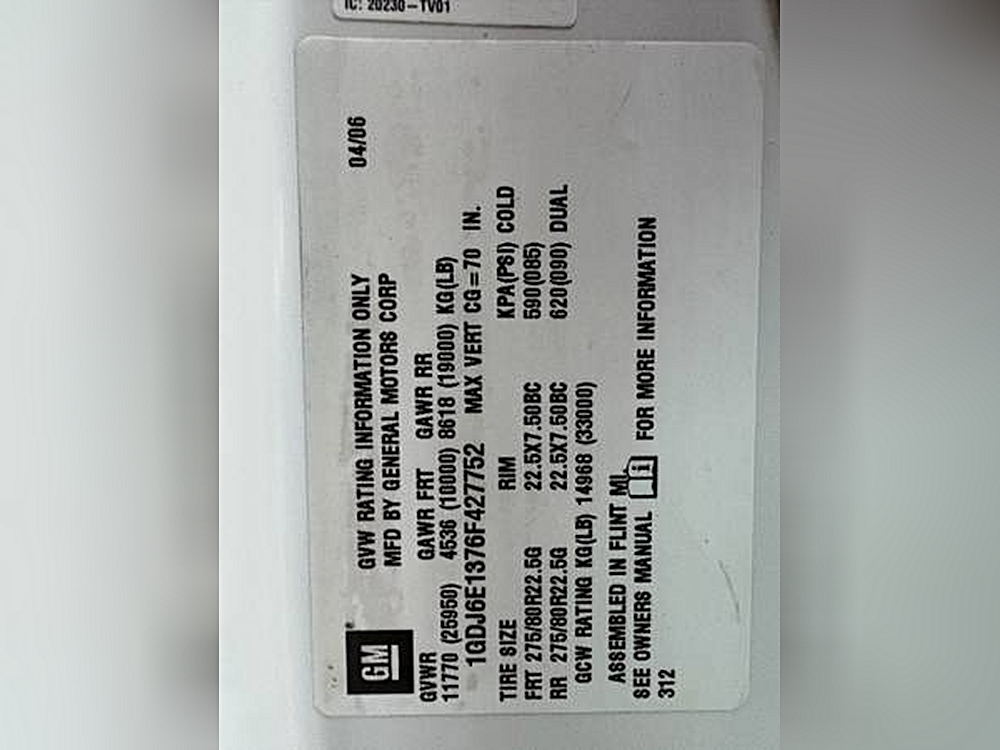 IC: 20230-TV01
GM
GVW RATING INFORMATION ONLY 04/06
MFD BY GENERAL MOTORS CORP
GVWR GAWR FRT GAWR RR
11770 (25950) 4536 (10000) 8618 (19000) KG(LB)
1GDJ6E1376F427752 MAX VERT CG=70 IN.
TIRE SIZE RIM KPA(PSI) COLD
FRT 275/80R22.5G 22.5X7.50BC 590(085)
RR 275/80R22.5G 22.5X7.50BC 620(090) DUAL
GCW RATING KG(LB) 14968 (33000)
ASSEMBLED IN FLINT MI.
SEE OWNERS MANUAL FOR MORE INFORMATION
312